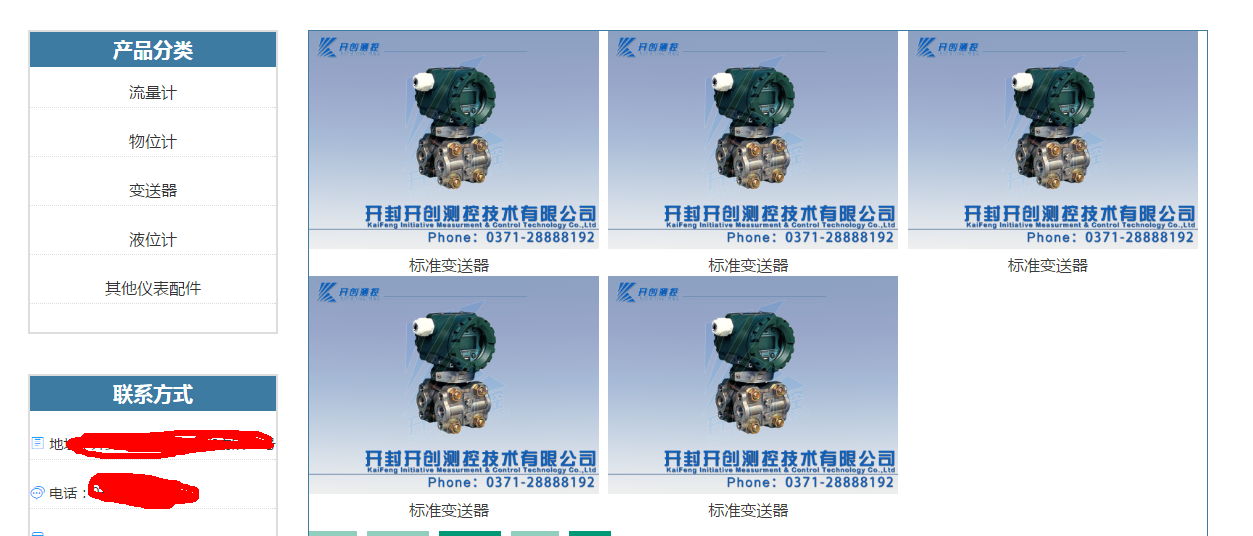 产品分类
流量计
物位计
变送器
液位计
其他仪表配件
联系方式
电话：
开创测控
开封开创测控技术有限公司
KaiFeng Initiative Measurment & Control Technology Co.,Ltd
Phone：0371-28888192
标准变送器
开创测控
开封开创测控技术有限公司
KaiFeng Initiative Measurment & Control Technology Co.,Ltd
Phone：0371-28888192
标准变送器
开创测控
开封开创测控技术有限公司
KaiFeng Initiative Measurment & Control Technology Co.,Ltd
Phone：0371-28888192
标准变送器
开创测控
开封开创测控技术有限公司
KaiFeng Initiative Measurment & Control Technology Co.,Ltd
Phone：0371-28888192
标准变送器
开创测控
开封开创测控技术有限公司
KaiFeng Initiative Measurment & Control Technology Co.,Ltd
Phone：0371-28888192
标准变送器